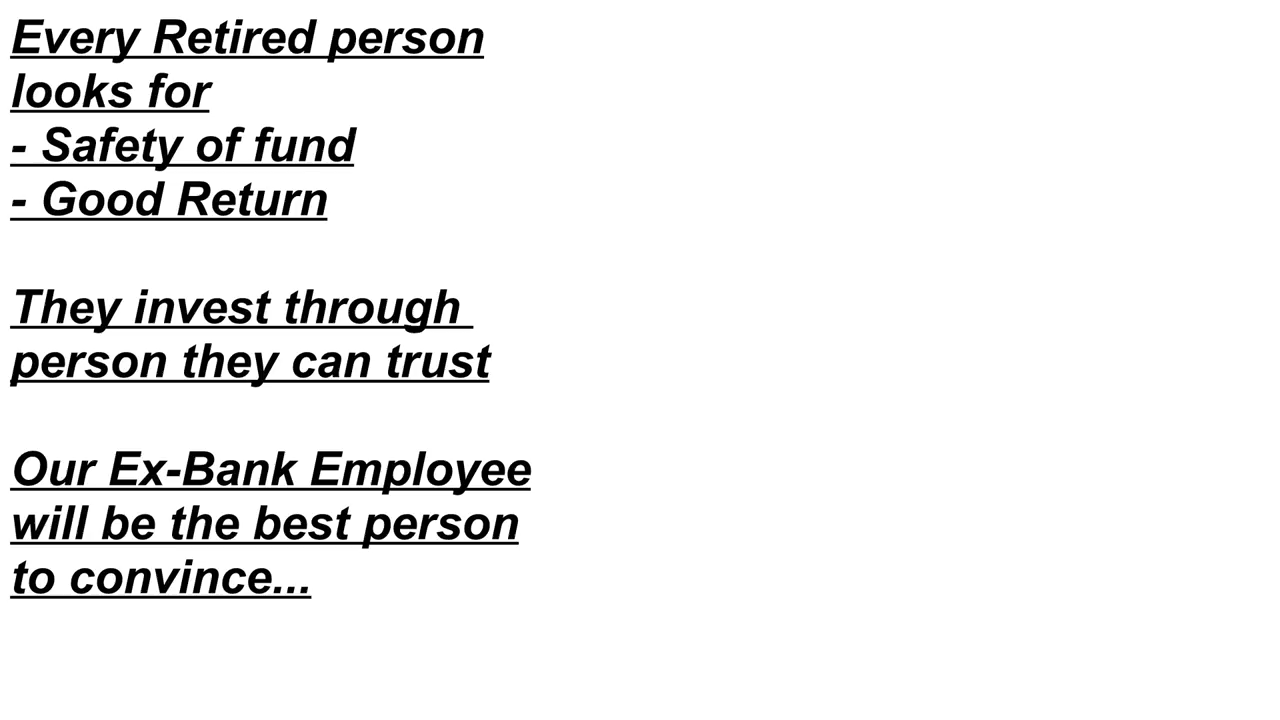 Every Retired person
looks for
- Safety of fund
- Good Return
They invest through
person they can trust
Our Ex-Bank Employee
will be the best person
to convince...